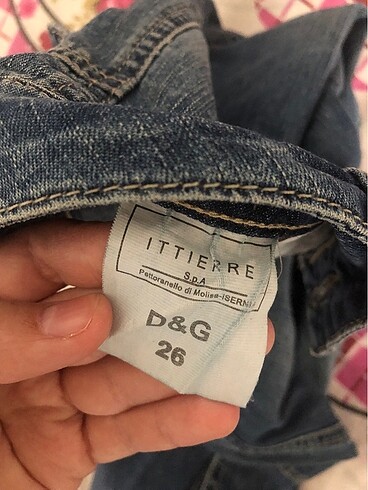 ITTIERRE
S.p.A
Pettoranello di Molise-ISERNIA
D&G
26